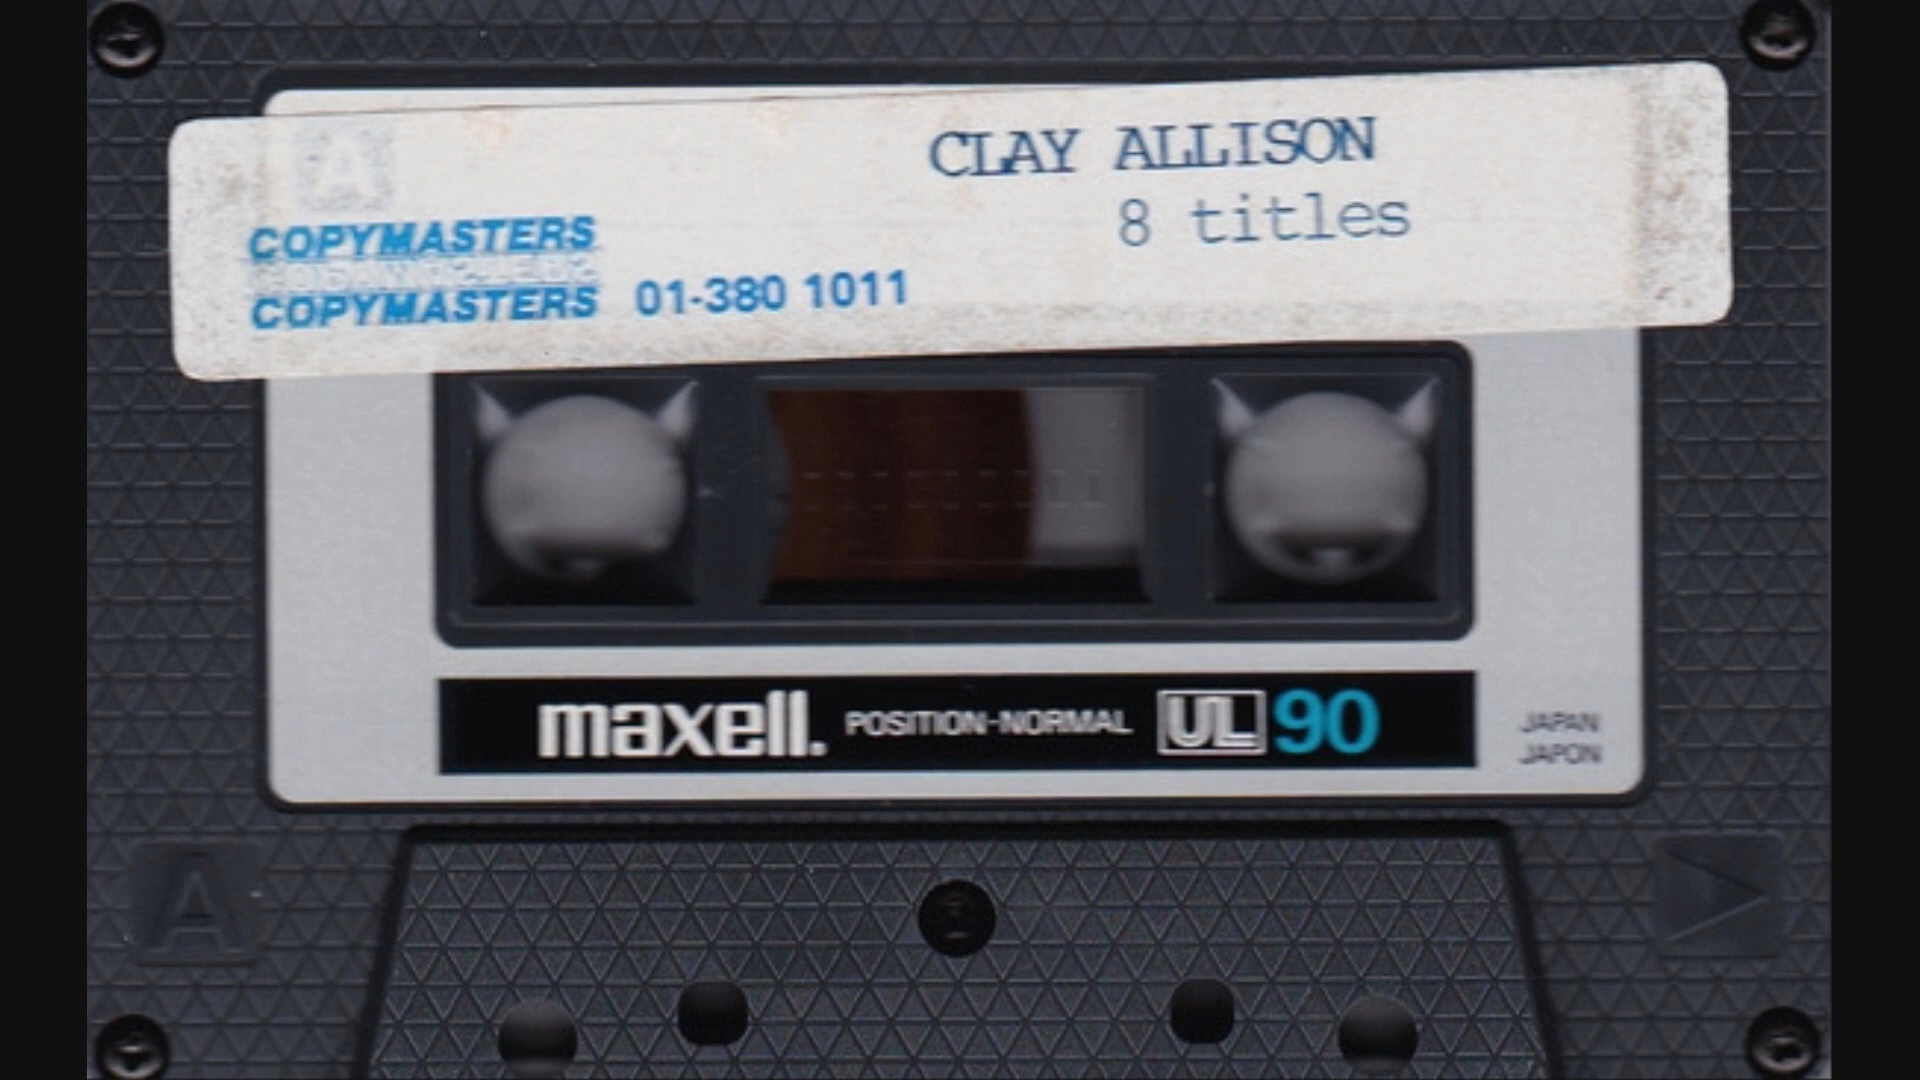 A
CLAY ALLISON
8 titles
COPYMASTERS
COPYMASTERS 01-380 1011
maxell. POSITION-NORMAL UL 90
JAPAN
JAPON
A